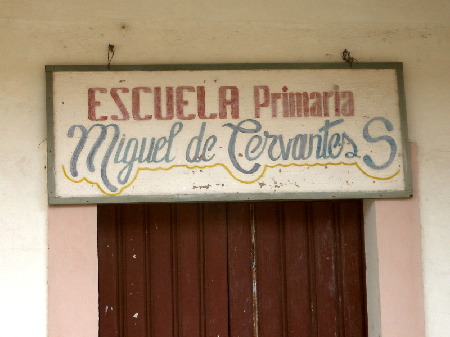 ESCUELA Primaria
Miguel de Cervantes S